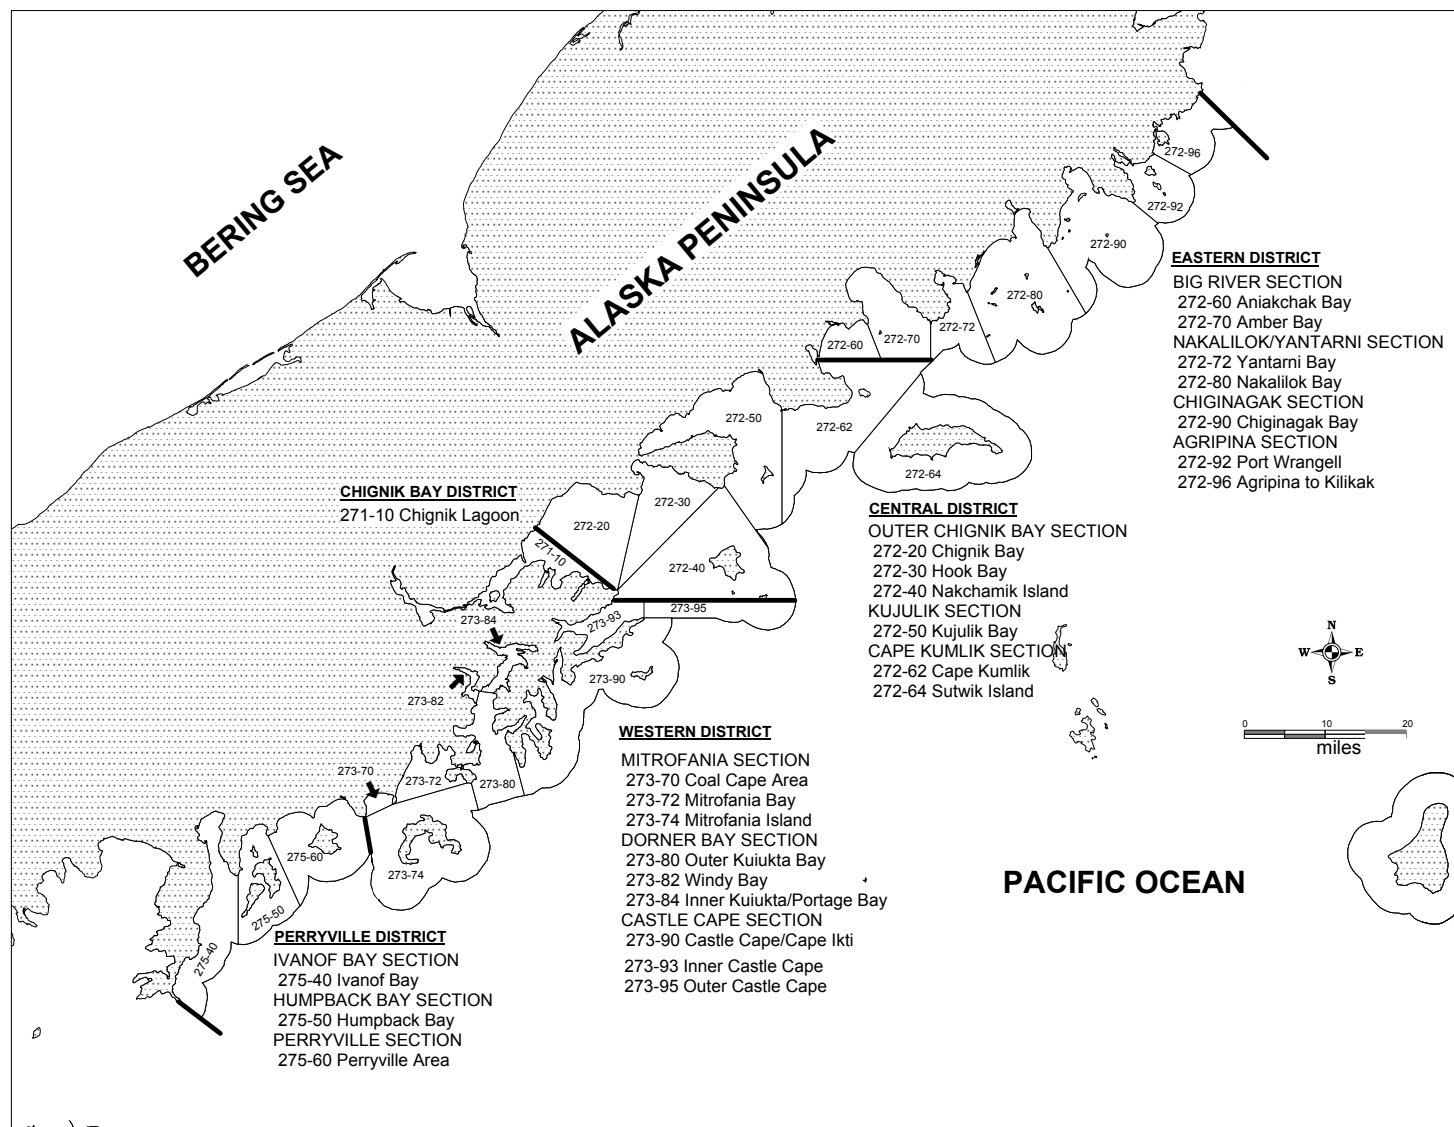 BERING SEA
ALASKA PENINSULA
272-96
272-92
272-90
272-80
272-72
272-70
272-60
272-62
272-64
272-50
272-30
272-20
271-10
272-40
273-95
273-93
273-84
273-90
273-82
273-80
273-72
273-70
273-74
275-60
275-50
275-40
EASTERN DISTRICT
BIG RIVER SECTION
272-60 Aniakchak Bay
272-70 Amber Bay
NAKALILOK/YANTARNI SECTION
272-72 Yantarni Bay
272-80 Nakalilok Bay
CHIGINAGAK SECTION
272-90 Chiginagak Bay
AGRIPINA SECTION
272-92 Port Wrangell
272-96 Agripina to Kilikak
CHIGNIK BAY DISTRICT
271-10 Chignik Lagoon
CENTRAL DISTRICT
OUTER CHIGNIK BAY SECTION
272-20 Chignik Bay
272-30 Hook Bay
272-40 Nakchamik Island
KUJULIK SECTION
272-50 Kujulik Bay
CAPE KUMLIK SECTION
272-62 Cape Kumlik
272-64 Sutwik Island
WESTERN DISTRICT
MITROFANIA SECTION
273-70 Coal Cape Area
273-72 Mitrofania Bay
273-74 Mitrofania Island
DORNER BAY SECTION
273-80 Outer Kuiukta Bay
273-82 Windy Bay
273-84 Inner Kuiukta/Portage Bay
CASTLE CAPE SECTION
273-90 Castle Cape/Cape Ikti
273-93 Inner Castle Cape
273-95 Outer Castle Cape
PERRYVILLE DISTRICT
IVANOF BAY SECTION
275-40 Ivanof Bay
HUMPBACK BAY SECTION
275-50 Humpback Bay
PERRYVILLE SECTION
275-60 Perryville Area
N
W E
S
0 10 20
miles
PACIFIC OCEAN